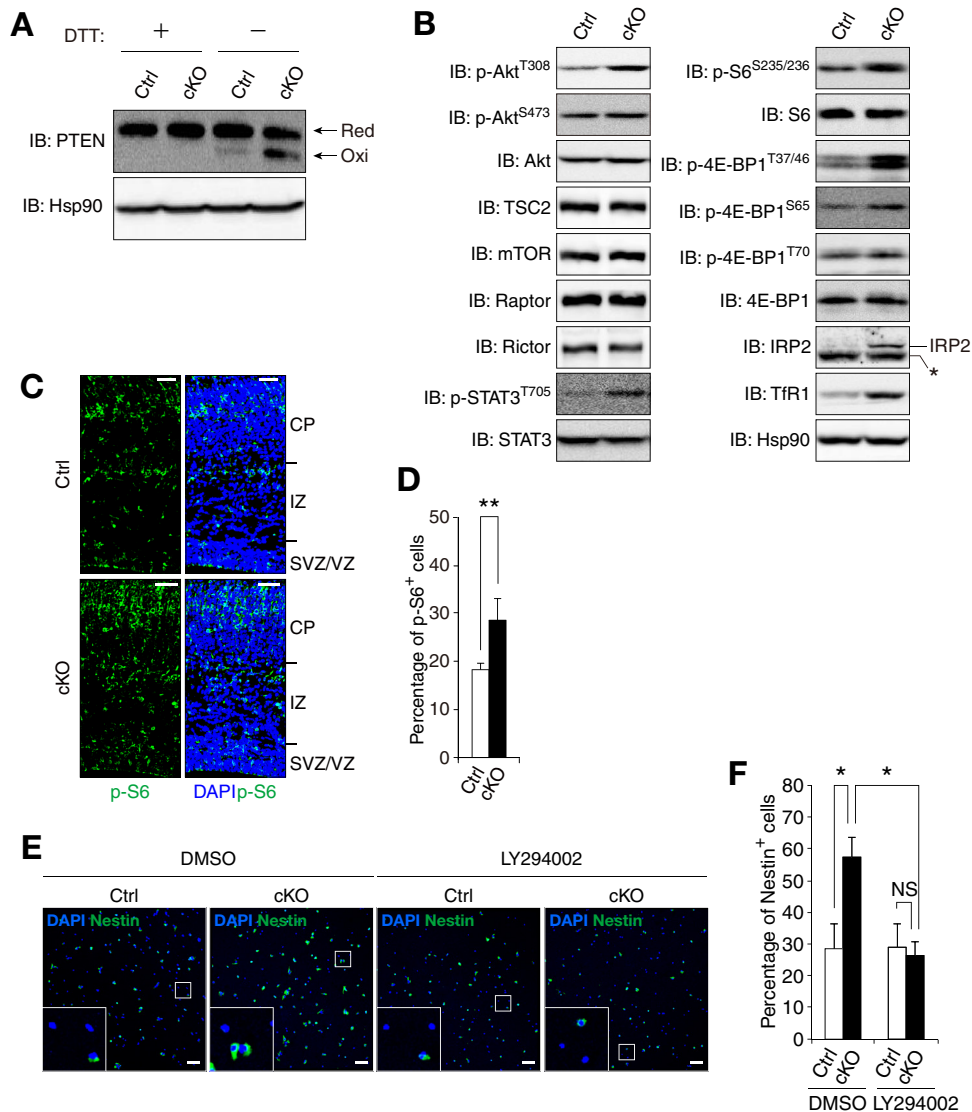 A
DTT: + −
Ctrl cKO Ctrl cKO
IB: PTEN
Red
Oxi
IB: Hsp90
B
Ctrl cKO
IB: p-Akt^T308
IB: p-Akt^S473
IB: Akt
IB: TSC2
IB: mTOR
IB: Raptor
IB: Rictor
IB: p-STAT3^T705
IB: STAT3
Ctrl cKO
IB: p-S6^S235/236
IB: S6
IB: p-4E-BP1^T37/46
IB: p-4E-BP1^S65
IB: p-4E-BP1^T70
IB: 4E-BP1
IB: IRP2
IRP2
*
IB: TfR1
IB: Hsp90
C
Ctrl
CP
IZ
SVZ/VZ
cKO
CP
IZ
SVZ/VZ
p-S6 DAPIp-S6
D
**
Percentage of p-S6+ cells
50
40
30
20
10
0
Ctrl cKO
E
DMSO LY294002
Ctrl cKO Ctrl cKO
DAPI Nestin DAPI Nestin DAPI Nestin DAPI Nestin
F
* *
NS
Percentage of Nestin+ cells
80
70
60
50
40
30
20
10
0
Ctrl cKO Ctrl cKO
DMSO LY294002